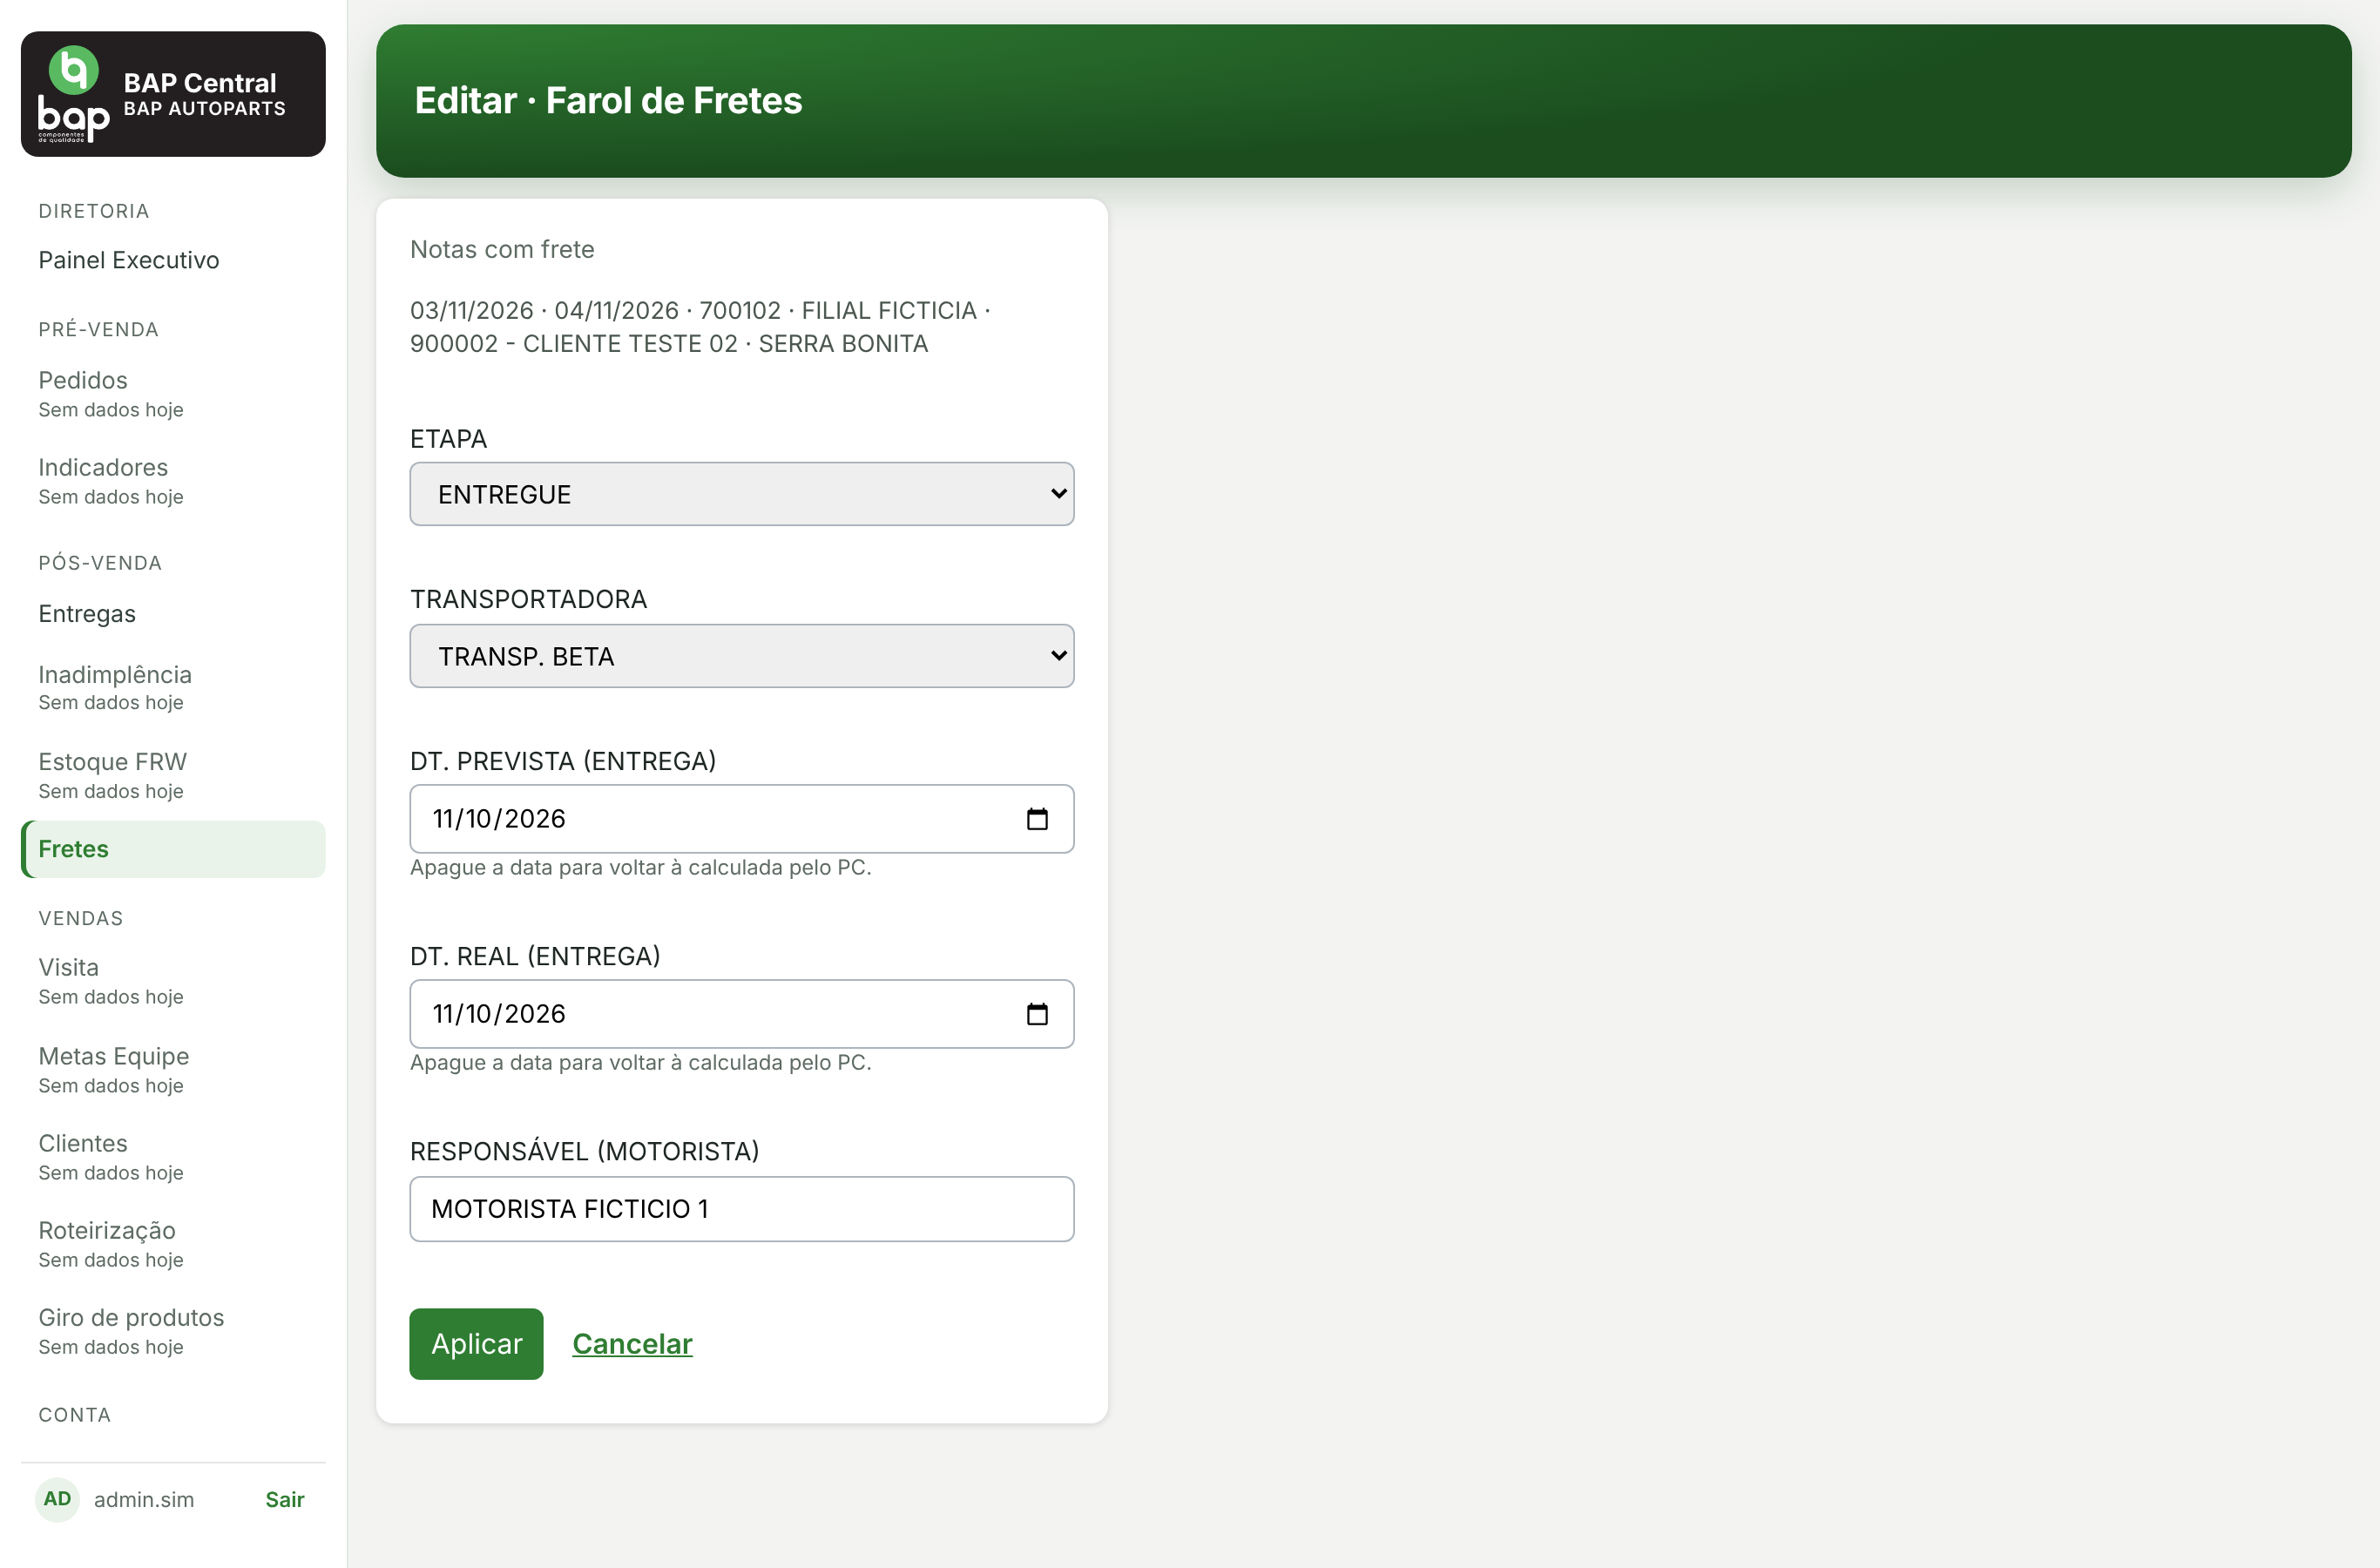 bap
componentes
de qualidade
BAP Central
BAP AUTOPARTS
DIRETORIA
Painel Executivo
PRÉ-VENDA
Pedidos
Sem dados hoje
Indicadores
Sem dados hoje
PÓS-VENDA
Entregas
Inadimplência
Sem dados hoje
Estoque FRW
Sem dados hoje
Fretes
VENDAS
Visita
Sem dados hoje
Metas Equipe
Sem dados hoje
Clientes
Sem dados hoje
Roteirização
Sem dados hoje
Giro de produtos
Sem dados hoje
CONTA
AD admin.sim Sair
Editar · Farol de Fretes
Notas com frete
03/11/2026 · 04/11/2026 · 700102 · FILIAL FICTICIA ·
900002 - CLIENTE TESTE 02 · SERRA BONITA
ETAPA
ENTREGUE
TRANSPORTADORA
TRANSP. BETA
DT. PREVISTA (ENTREGA)
11/10/2026
Apague a data para voltar à calculada pelo PC.
DT. REAL (ENTREGA)
11/10/2026
Apague a data para voltar à calculada pelo PC.
RESPONSÁVEL (MOTORISTA)
MOTORISTA FICTICIO 1
Aplicar Cancelar